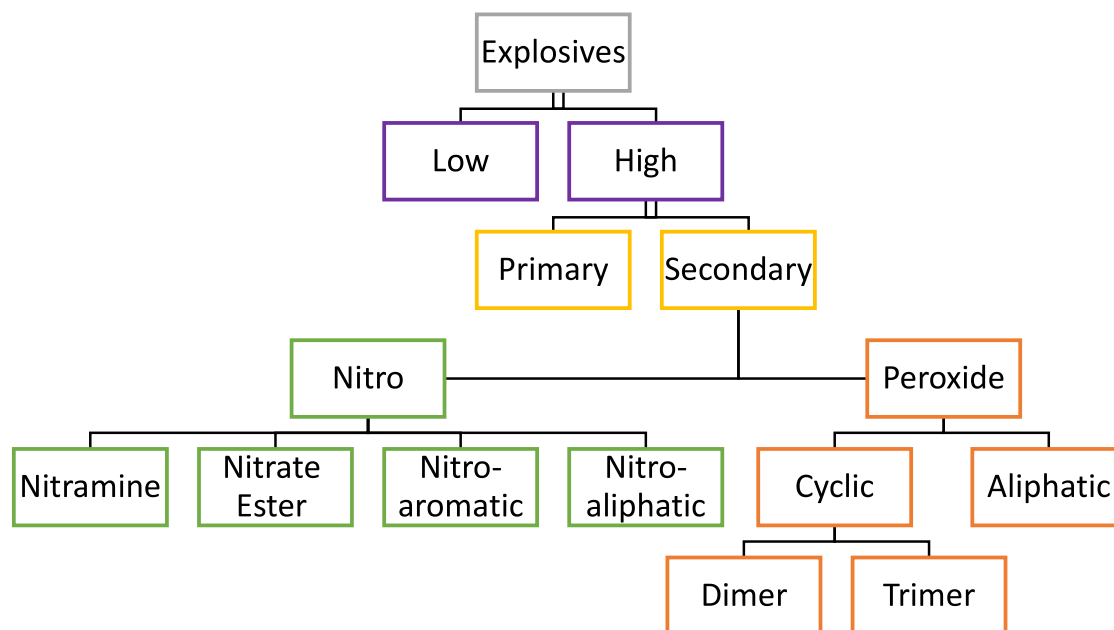 Explosives
Low
High
Primary
Secondary
Nitro
Peroxide
Nitramine
Nitrate
Ester
Nitro-
aromatic
Nitro-
aliphatic
Cyclic
Aliphatic
Dimer
Trimer